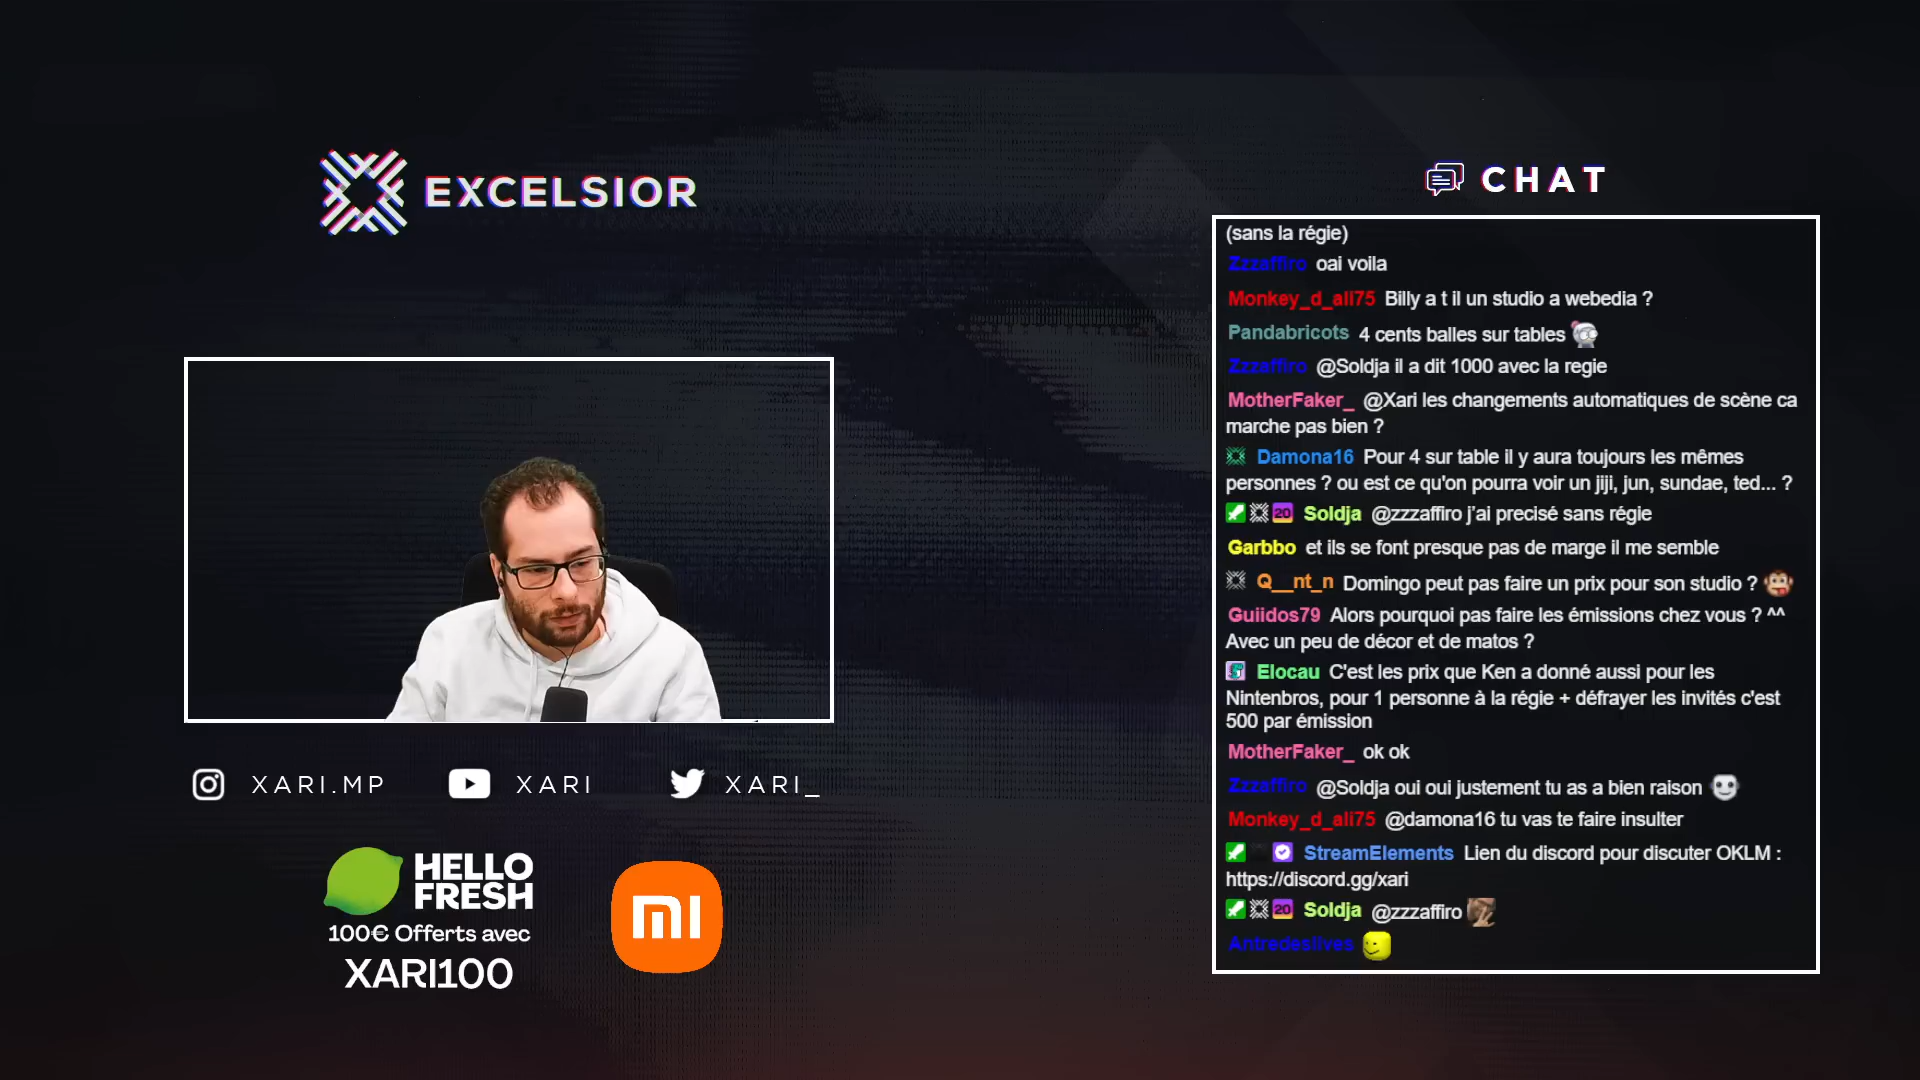 EXCELSIOR
CHAT
(sans la régie)
Zzzaffiro oai voila
Monkey_d_ali75 Billy a t il un studio a webedia ?
Pandabricots 4 cents balles sur tables
Zzzaffiro @Soldja il a dit 1000 avec la regie
MotherFaker_ @Xari les changements automatiques de scène ca
marche pas bien ?
Damona16 Pour 4 sur table il y aura toujours les mêmes
personnes ? ou est ce qu'on pourra voir un jiji, jun, sundae, ted... ?
20 Soldja @zzzaffiro j'ai precisé sans régie
Garbbo et ils se font presque pas de marge il me semble
Q__nt_n Domingo peut pas faire un prix pour son studio ?
Guiidos79 Alors pourquoi pas faire les émissions chez vous ? ^^
Avec un peu de décor et de matos ?
Elocau C'est les prix que Ken a donné aussi pour les
Nintenbros, pour 1 personne à la régie + défrayer les invités c'est
500 par émission
MotherFaker_ ok ok
Zzzaffiro @Soldja oui oui justement tu as a bien raison
Monkey_d_ali75 @damona16 tu vas te faire insulter
StreamElements Lien du discord pour discuter OKLM :
https://discord.gg/xari
20 Soldja @zzzaffiro
Antredeslives
XARI.MP
XARI
XARI_
HELLO
FRESH
100€ Offerts avec
XARI100
MI